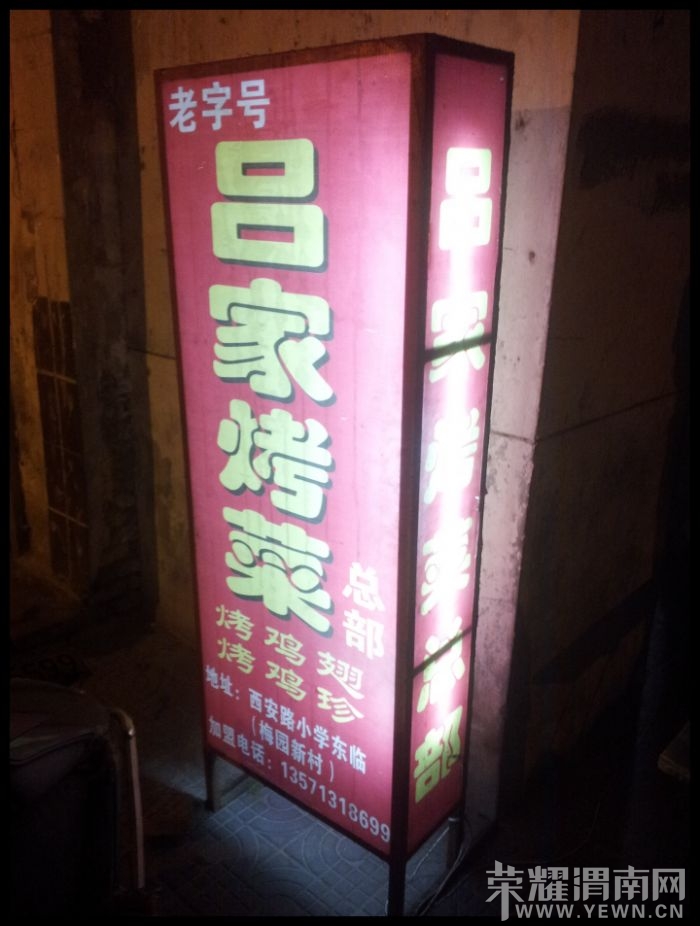 老字号
吕家烤菜
总部
烤鸡翅
烤鸡珍
地址：西安路小学东临
（梅园新村）
加盟电话：13571318699
吕家烤菜总部
荣耀渭南网
WWW.YEWN.CN